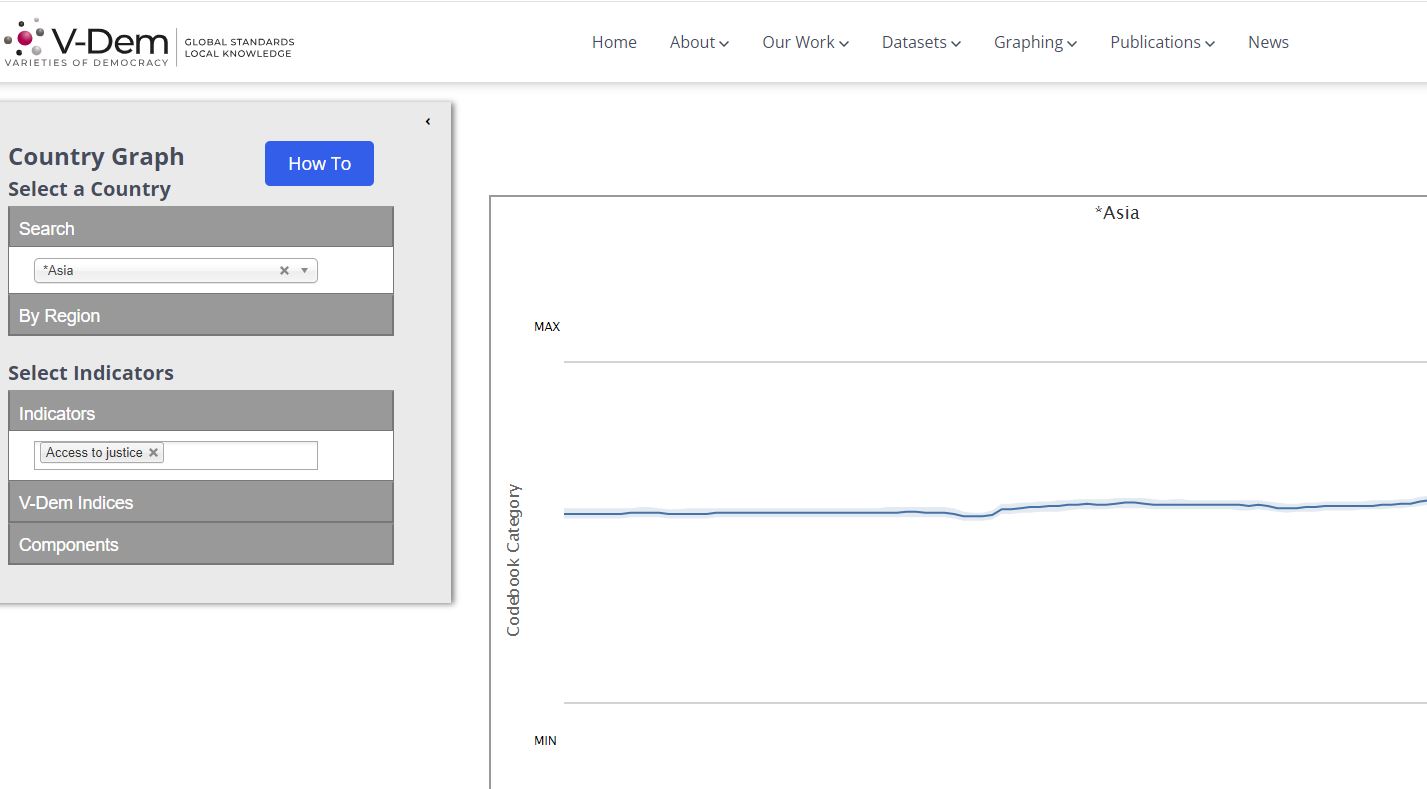 V-Dem
VARIETIES OF DEMOCRACY
GLOBAL STANDARDS
LOCAL KNOWLEDGE
Home About Our Work Datasets Graphing Publications News
Country Graph
How To
Select a Country
Search
*Asia
By Region
Select Indicators
Indicators
Access to justice
V-Dem Indices
Components
*Asia
MAX
Codebook Category
MIN